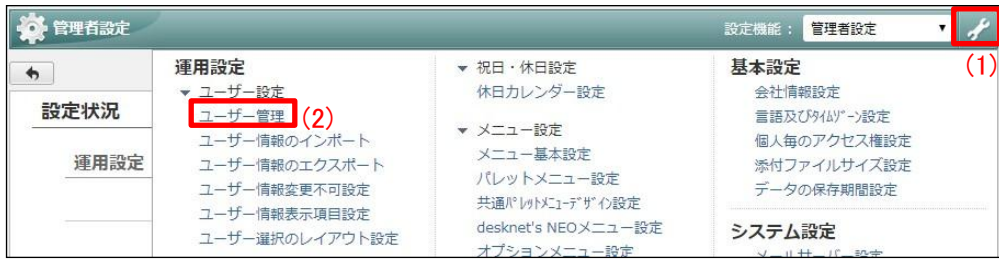 管理者設定
設定機能： 管理者設定
(1)
設定状況
運用設定
運用設定
ユーザー設定
ユーザー管理 (2)
ユーザー情報のインポート
ユーザー情報のエクスポート
ユーザー情報変更不可設定
ユーザー情報表示項目設定
ユーザー選択のレイアウト設定
祝日・休日設定
休日カレンダー設定
メニュー設定
メニュー基本設定
パレットメニュー設定
共通ﾊﾟﾚｯﾄﾒﾆｭｰﾃﾞｻﾞｲﾝ設定
desknet's NEOメニュー設定
オプションメニュー設定
基本設定
会社情報設定
言語及びﾀｲﾑｿﾞｰﾝ設定
個人毎のアクセス権設定
添付ファイルサイズ設定
データの保存期間設定
システム設定
メールサーバー設定